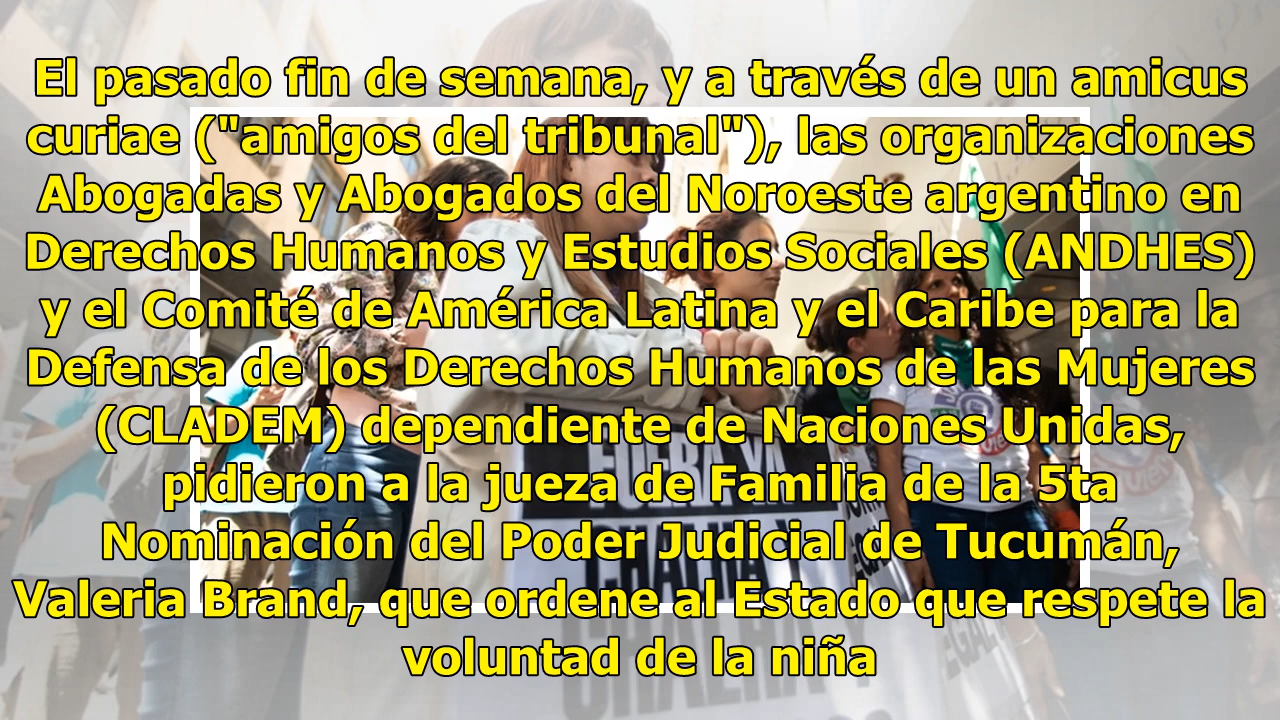 El pasado fin de semana, y a través de un amicus
curiae ("amigos del tribunal"), las organizaciones
Abogadas y Abogados del Noroeste argentino en
Derechos Humanos y Estudios Sociales (ANDHES)
y el Comité de América Latina y el Caribe para la
Defensa de los Derechos Humanos de las Mujeres
(CLADEM) dependiente de Naciones Unidas,
pidieron a la jueza de Familia de la 5ta
Nominación del Poder Judicial de Tucumán,
Valeria Brand, que ordene al Estado que respete la
voluntad de la niña
FUERA YA